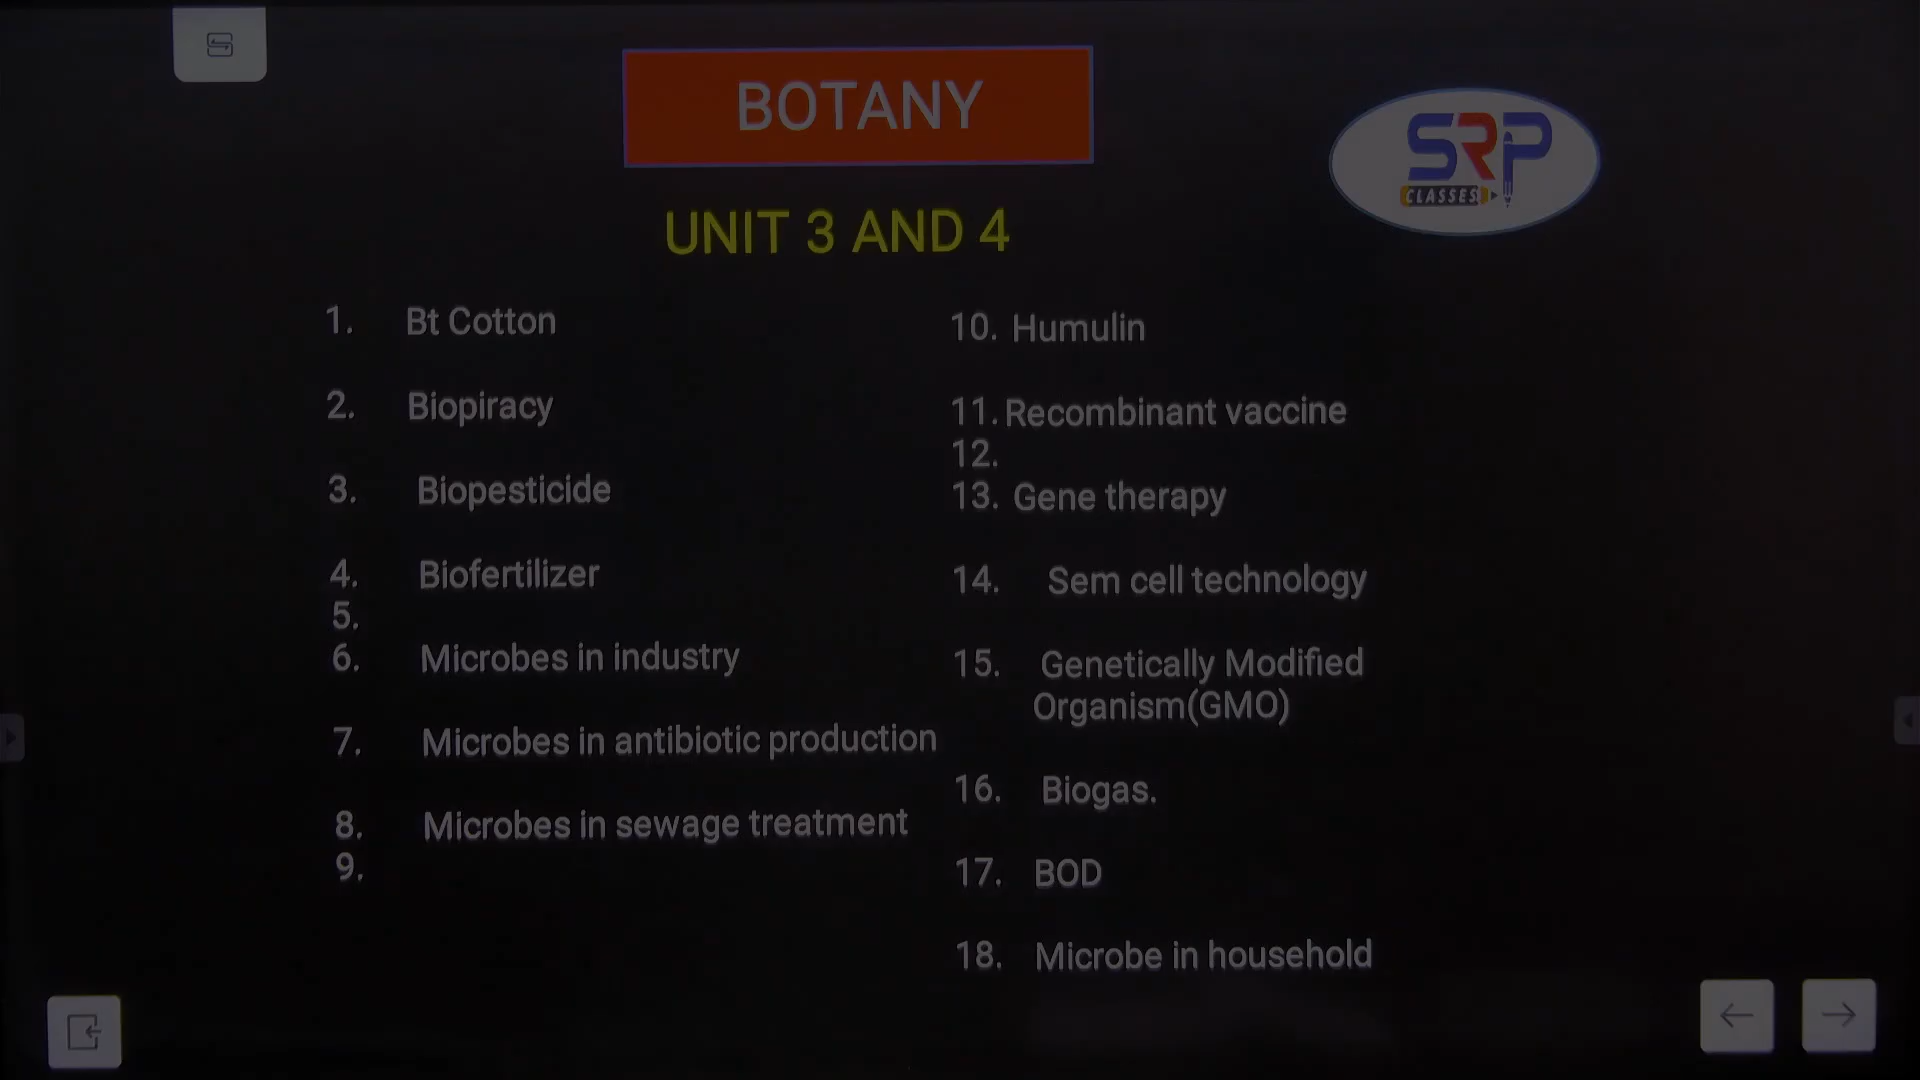 BOTANY
SRP
CLASSES
UNIT 3 AND 4
1. Bt Cotton
2. Biopiracy
3. Biopesticide
4. Biofertilizer
5.
6. Microbes in industry
7. Microbes in antibiotic production
8. Microbes in sewage treatment
9.
10. Humulin
11. Recombinant vaccine
12.
13. Gene therapy
14. Sem cell technology
15. Genetically Modified
Organism(GMO)
16. Biogas.
17. BOD
18. Microbe in household